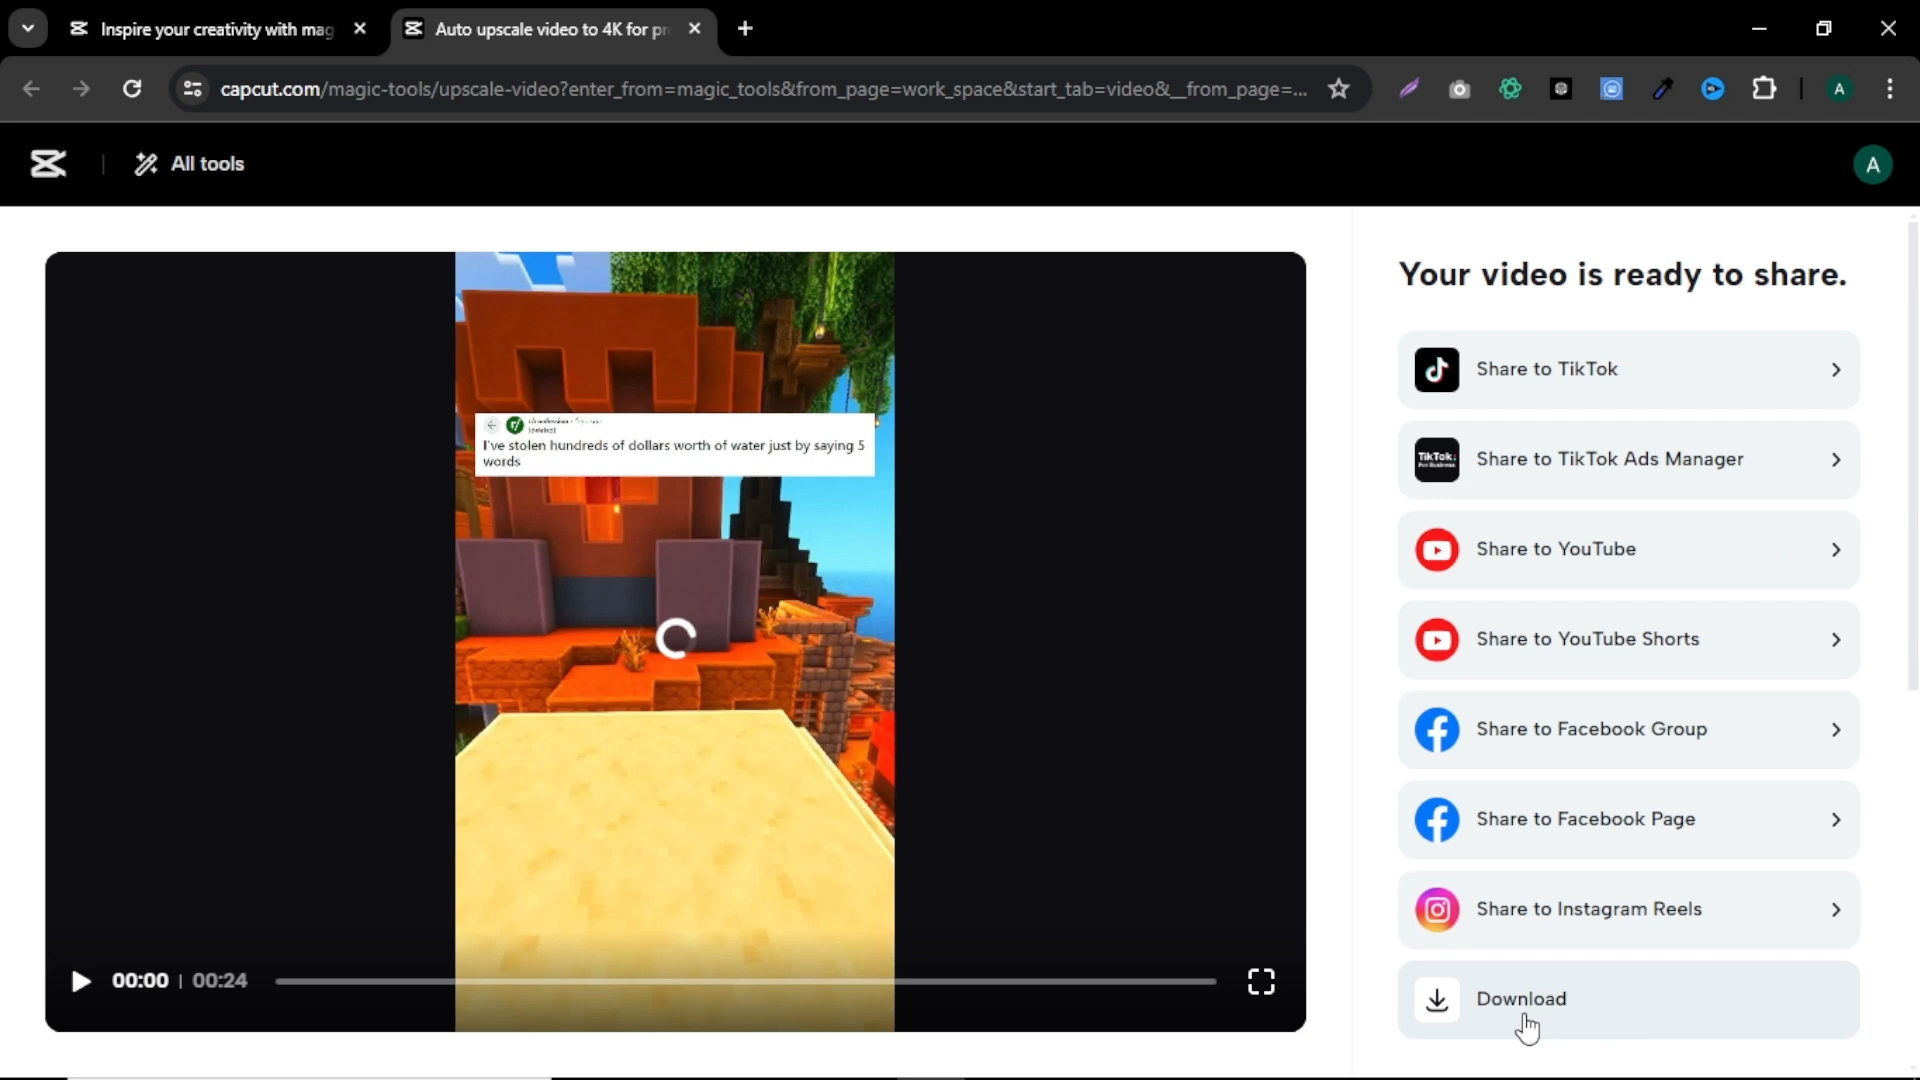 Inspire your creativity with mag
Auto upscale video to 4K for pr
capcut.com/magic-tools/upscale-video?enter_from=magic_tools&from_page=work_space&start_tab=video&__from_page=...
A
All tools
A
I've stolen hundreds of dollars worth of water just by saying 5
words
00:00 | 00:24
Your video is ready to share.
Share to TikTok
TikTok:
For Business
Share to TikTok Ads Manager
Share to YouTube
Share to YouTube Shorts
Share to Facebook Group
Share to Facebook Page
Share to Instagram Reels
Download